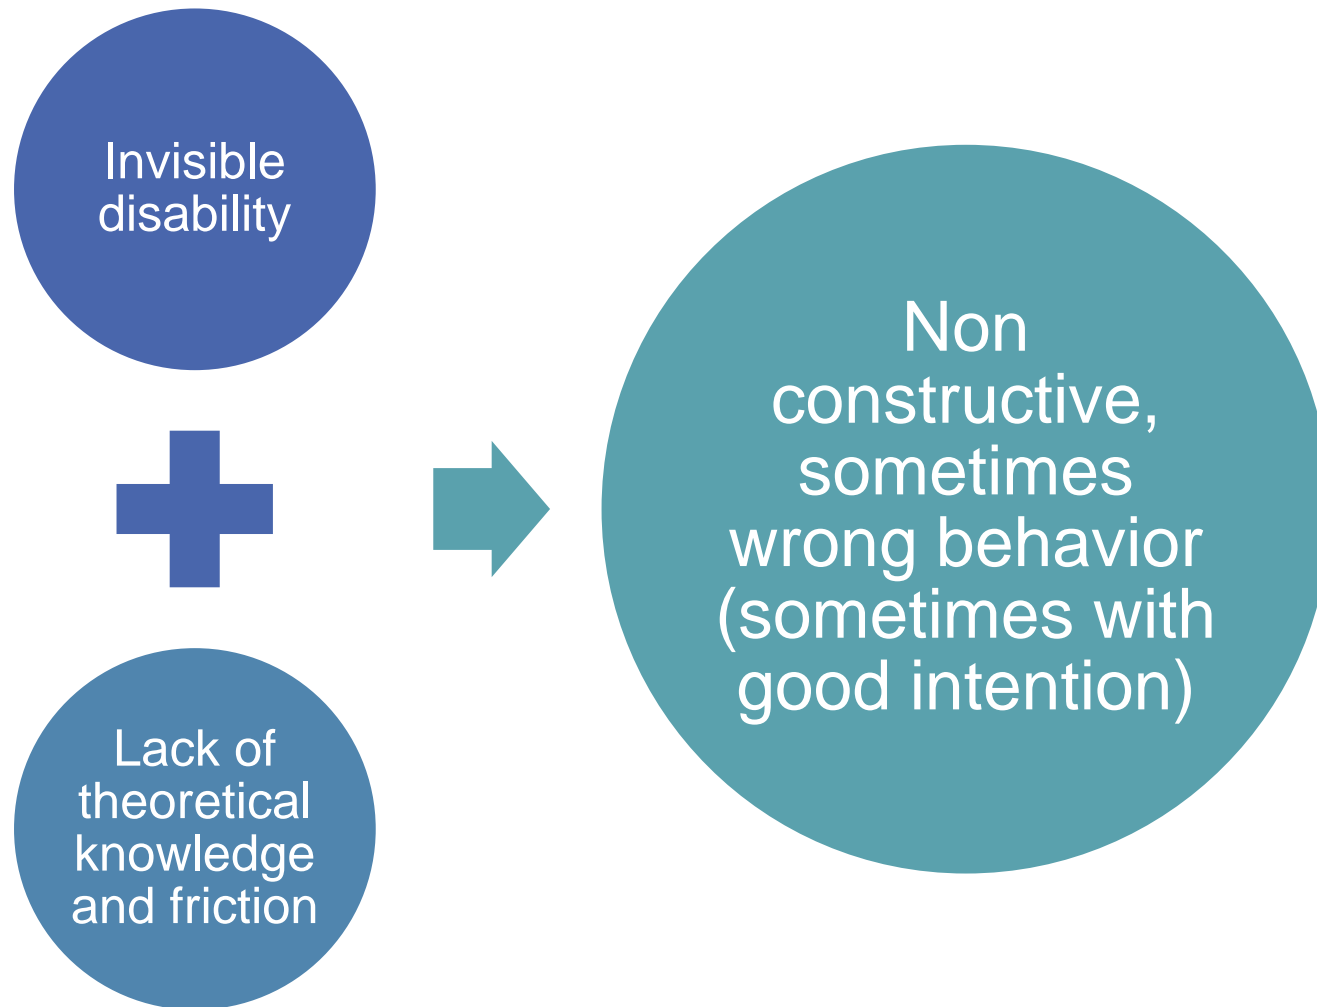 Invisible
disability
Lack of
theoretical
knowledge
and friction
Non
constructive,
sometimes
wrong behavior
(sometimes with
good intention)